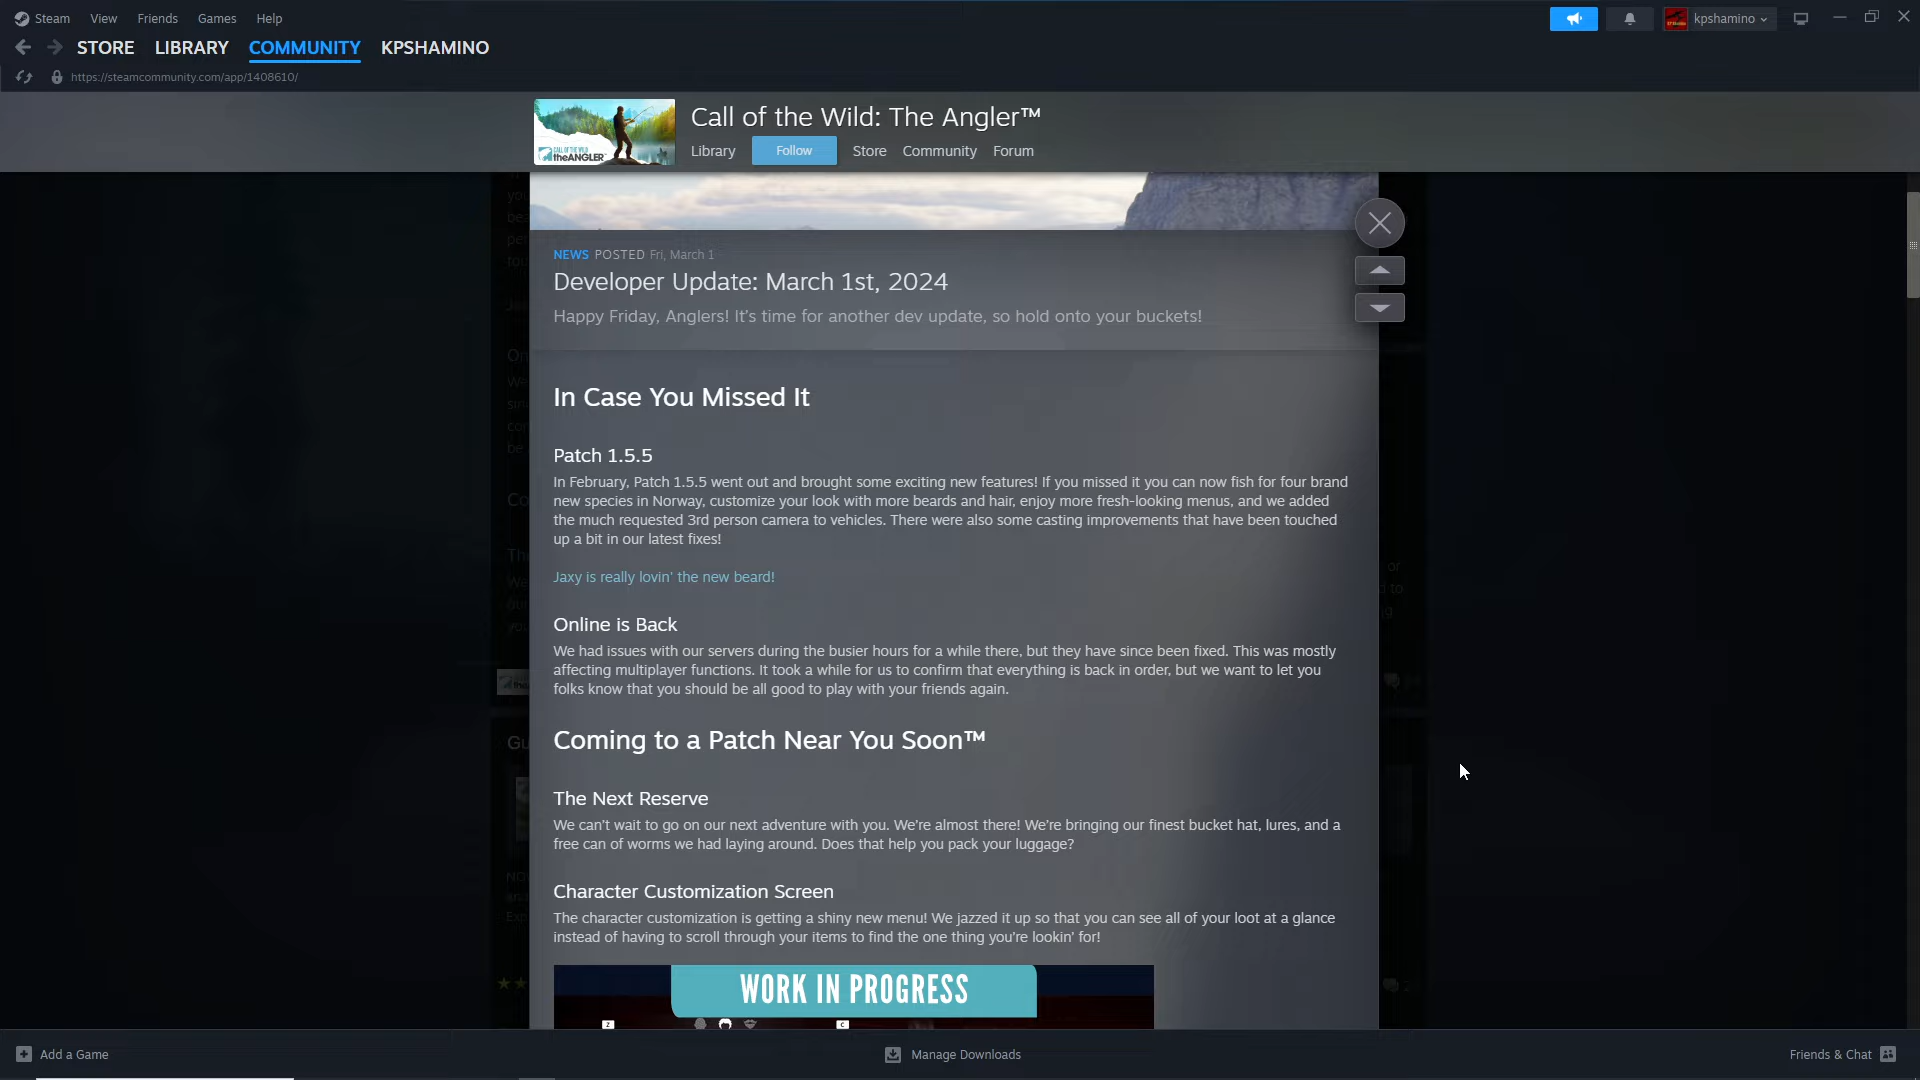 Steam View Friends Games Help
kpshamino
STORE LIBRARY COMMUNITY KPSHAMINO
https://steamcommunity.com/app/1408610/
CALL OF THE WILD
theANGLER
Call of the Wild: The Angler™
Library Follow Store Community Forum
NEWS POSTED Fri, March 1
Developer Update: March 1st, 2024
Happy Friday, Anglers! It's time for another dev update, so hold onto your buckets!
In Case You Missed It
Patch 1.5.5
In February, Patch 1.5.5 went out and brought some exciting new features! If you missed it you can now fish for four brand
new species in Norway, customize your look with more beards and hair, enjoy more fresh-looking menus, and we added
the much requested 3rd person camera to vehicles. There were also some casting improvements that have been touched
up a bit in our latest fixes!
Jaxy is really lovin' the new beard!
Online is Back
We had issues with our servers during the busier hours for a while there, but they have since been fixed. This was mostly
affecting multiplayer functions. It took a while for us to confirm that everything is back in order, but we want to let you
folks know that you should be all good to play with your friends again.
Coming to a Patch Near You Soon™
The Next Reserve
We can't wait to go on our next adventure with you. We're almost there! We're bringing our finest bucket hat, lures, and a
free can of worms we had laying around. Does that help you pack your luggage?
Character Customization Screen
The character customization is getting a shiny new menu! We jazzed it up so that you can see all of your loot at a glance
instead of having to scroll through your items to find the one thing you're lookin' for!
WORK IN PROGRESS
Z C
Add a Game Manage Downloads Friends & Chat